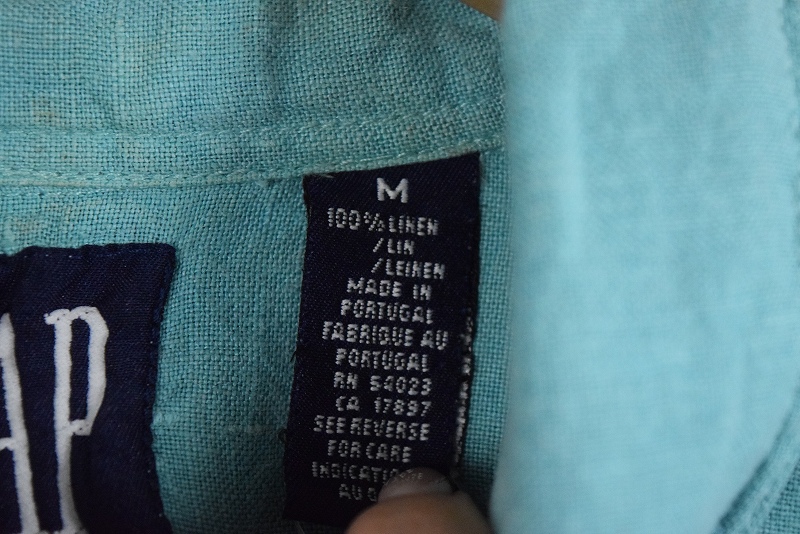 AP
M
100% LINEN
/LIN
/LEINEN
MADE IN
PORTUGAL
FABRIQUE AU
PORTUGAL
RN 54023
CA 17897
SEE REVERSE
FOR CARE
AU